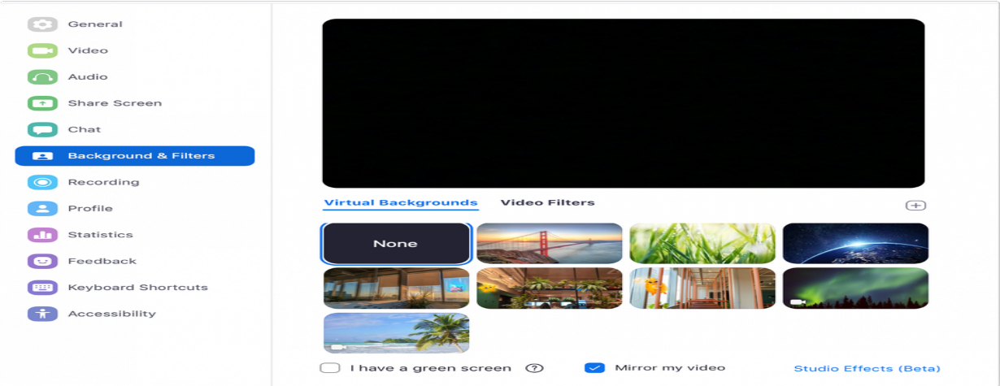 General
Video
Audio
Share Screen
Chat
Background & Filters
Recording
Profile
Statistics
Feedback
Keyboard Shortcuts
Accessibility
Virtual Backgrounds
Video Filters
None
I have a green screen
?
Mirror my video
Studio Effects (Beta)